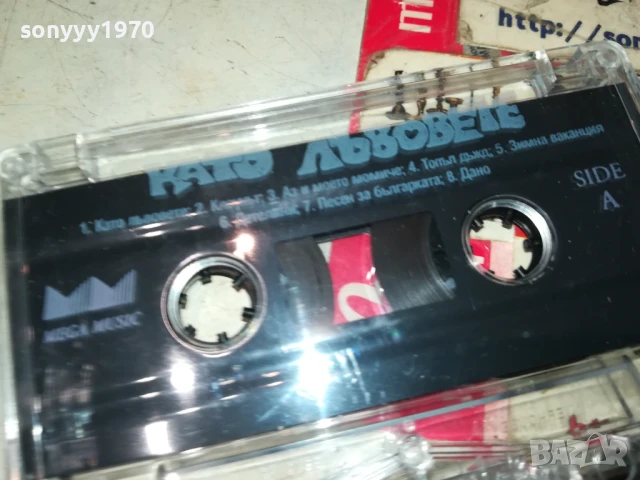 sonyyy1970
http://son
КАТО ЛЪВОВЕТЕ
1. Като лъвовете; 2. 3. Аз и моето момиче; 4. Топъл дъжд; 5. Зимна ваканция
6. 7. Песен за българката; 8. Дано
SIDE
A
MEGA MUSIC
BAZAR